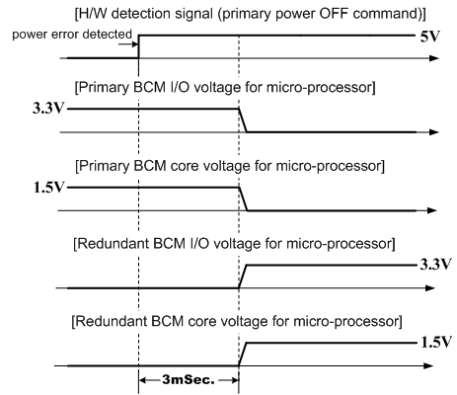 [H/W detection signal (primary power OFF command)]
power error detected
5V
[Primary BCM I/O voltage for micro-processor]
3.3V
[Primary BCM core voltage for micro-processor]
1.5V
[Redundant BCM I/O voltage for micro-processor]
3.3V
[Redundant BCM core voltage for micro-processor]
1.5V
3mSec.